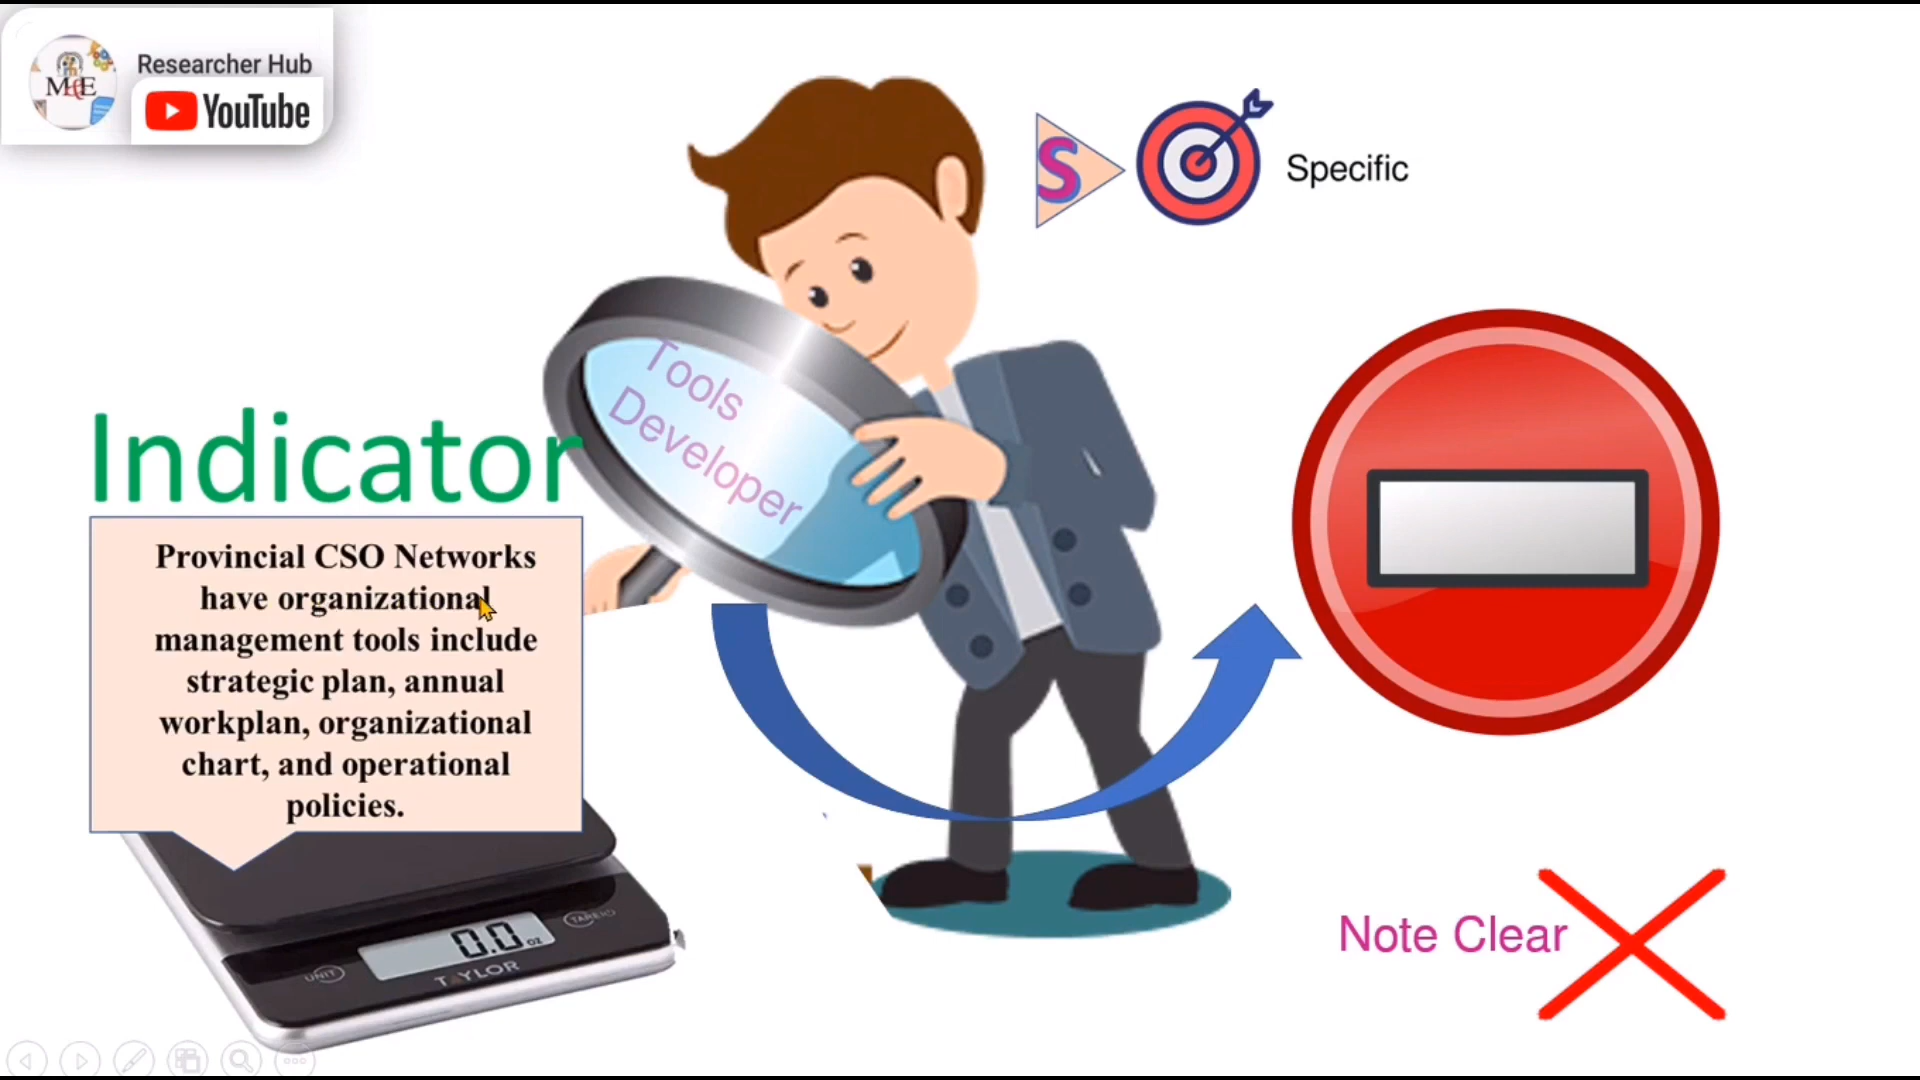 Researcher Hub
M&E
YouTube
S
Specific
Tools
Developer
Indicator
Provincial CSO Networks
have organizational
management tools include
strategic plan, annual
workplan, organizational
chart, and operational
policies.
0.0 oz
UNIT
TAYLOR
Note Clear